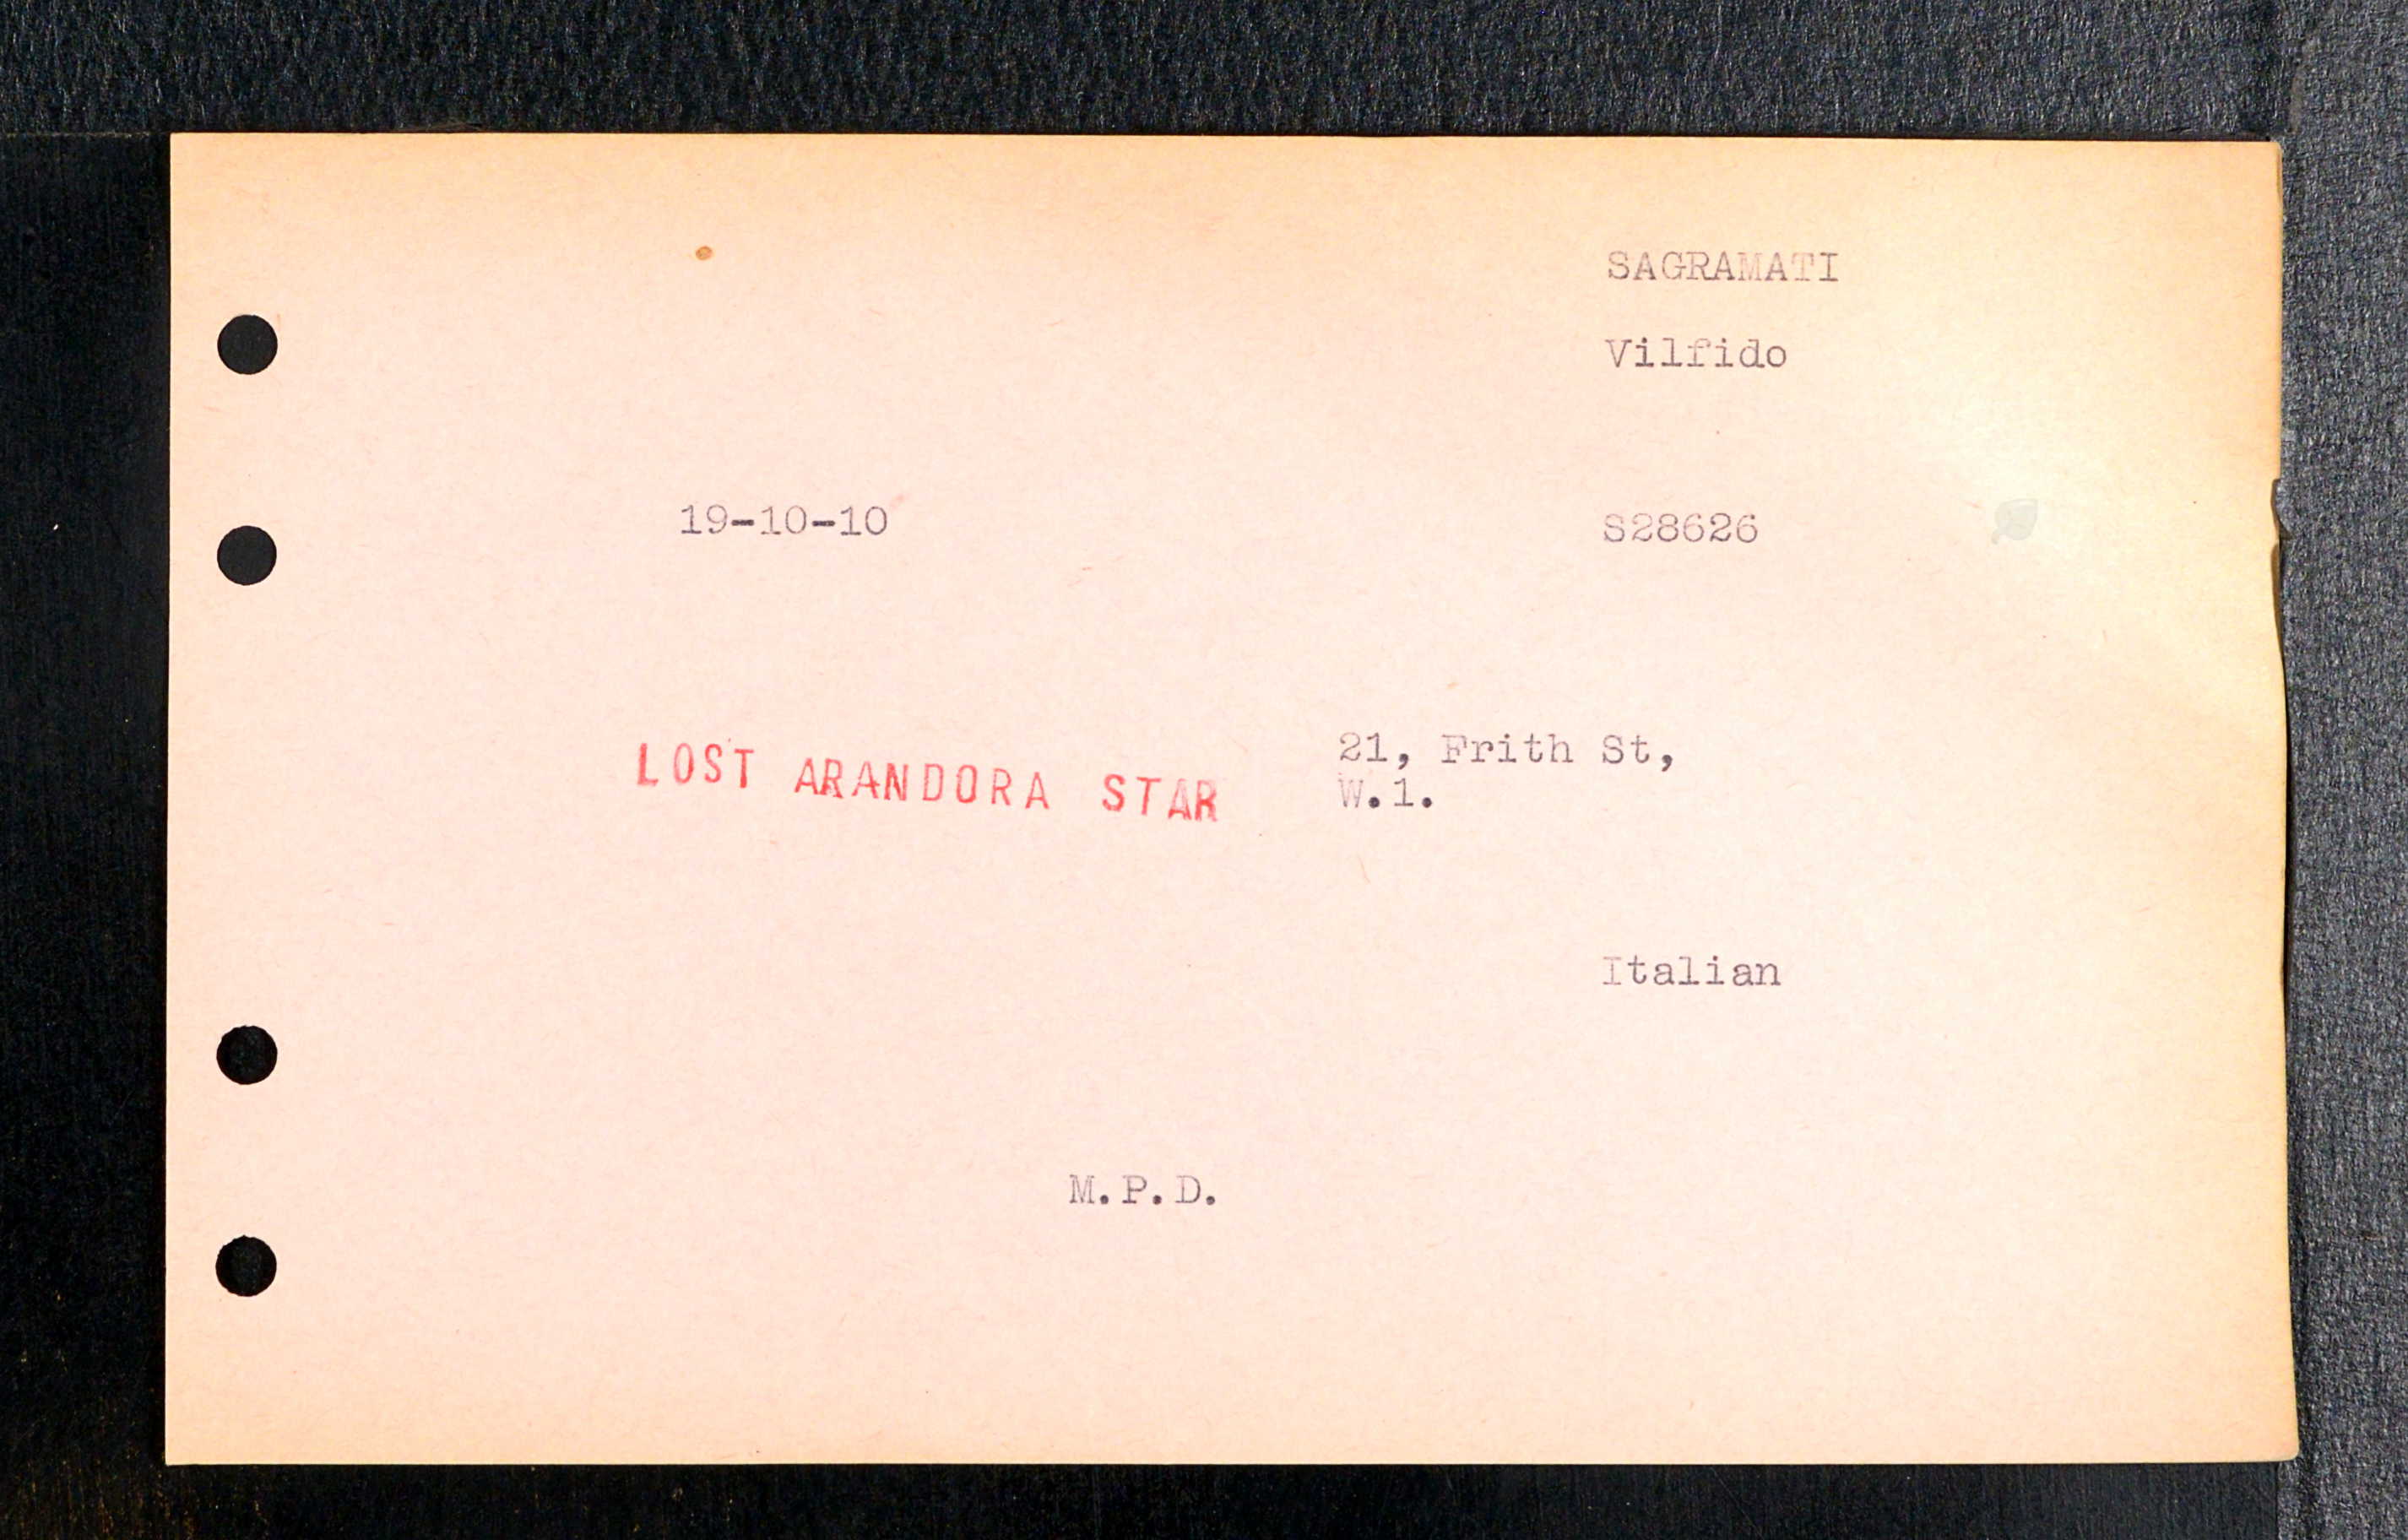 SAGRAMATI
Vilfido
19-10-10
S28626
LOST ARANDORA STAR
21, Frith St,
W.1.
Italian
M.P.D.